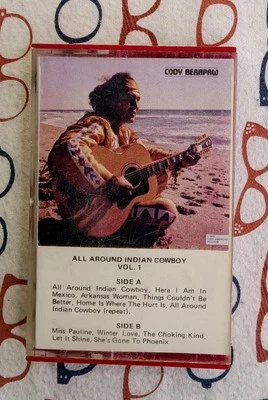 CODY BEARPAW
ALL AROUND INDIAN COWBOY
VOL. 1
SIDE A
All Around Indian Cowboy, Here I Am In
Mexico, Arkansas Woman, Things Couldn't Be
Better, Home Is Where The Hurt Is, All Around
Indian Cowboy (repeat).
SIDE B
Miss Pauline, Winter Love, The Choking Kind,
Let It Shine, She's Gone To Phoenix